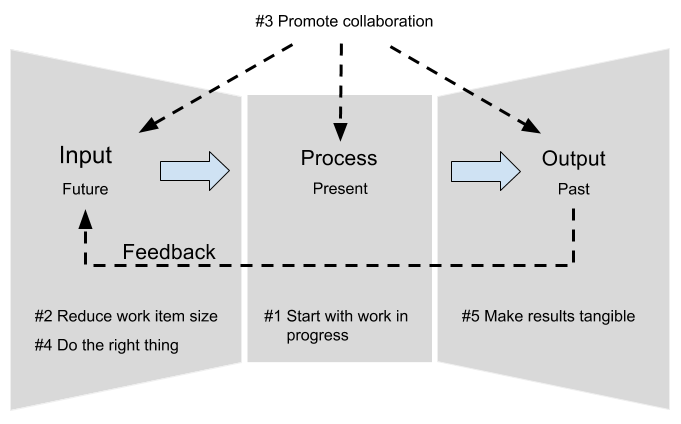 #3 Promote collaboration
Input
Process
Output
Future
Present
Past
Feedback
#2 Reduce work item size
#4 Do the right thing
#1 Start with work in
progress
#5 Make results tangible